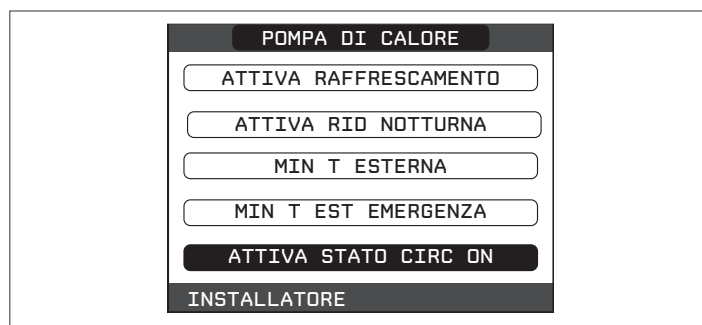 POMPA DI CALORE
ATTIVA RAFFRESCAMENTO
ATTIVA RID NOTTURNA
MIN T ESTERNA
MIN T EST EMERGENZA
ATTIVA STATO CIRC ON
INSTALLATORE